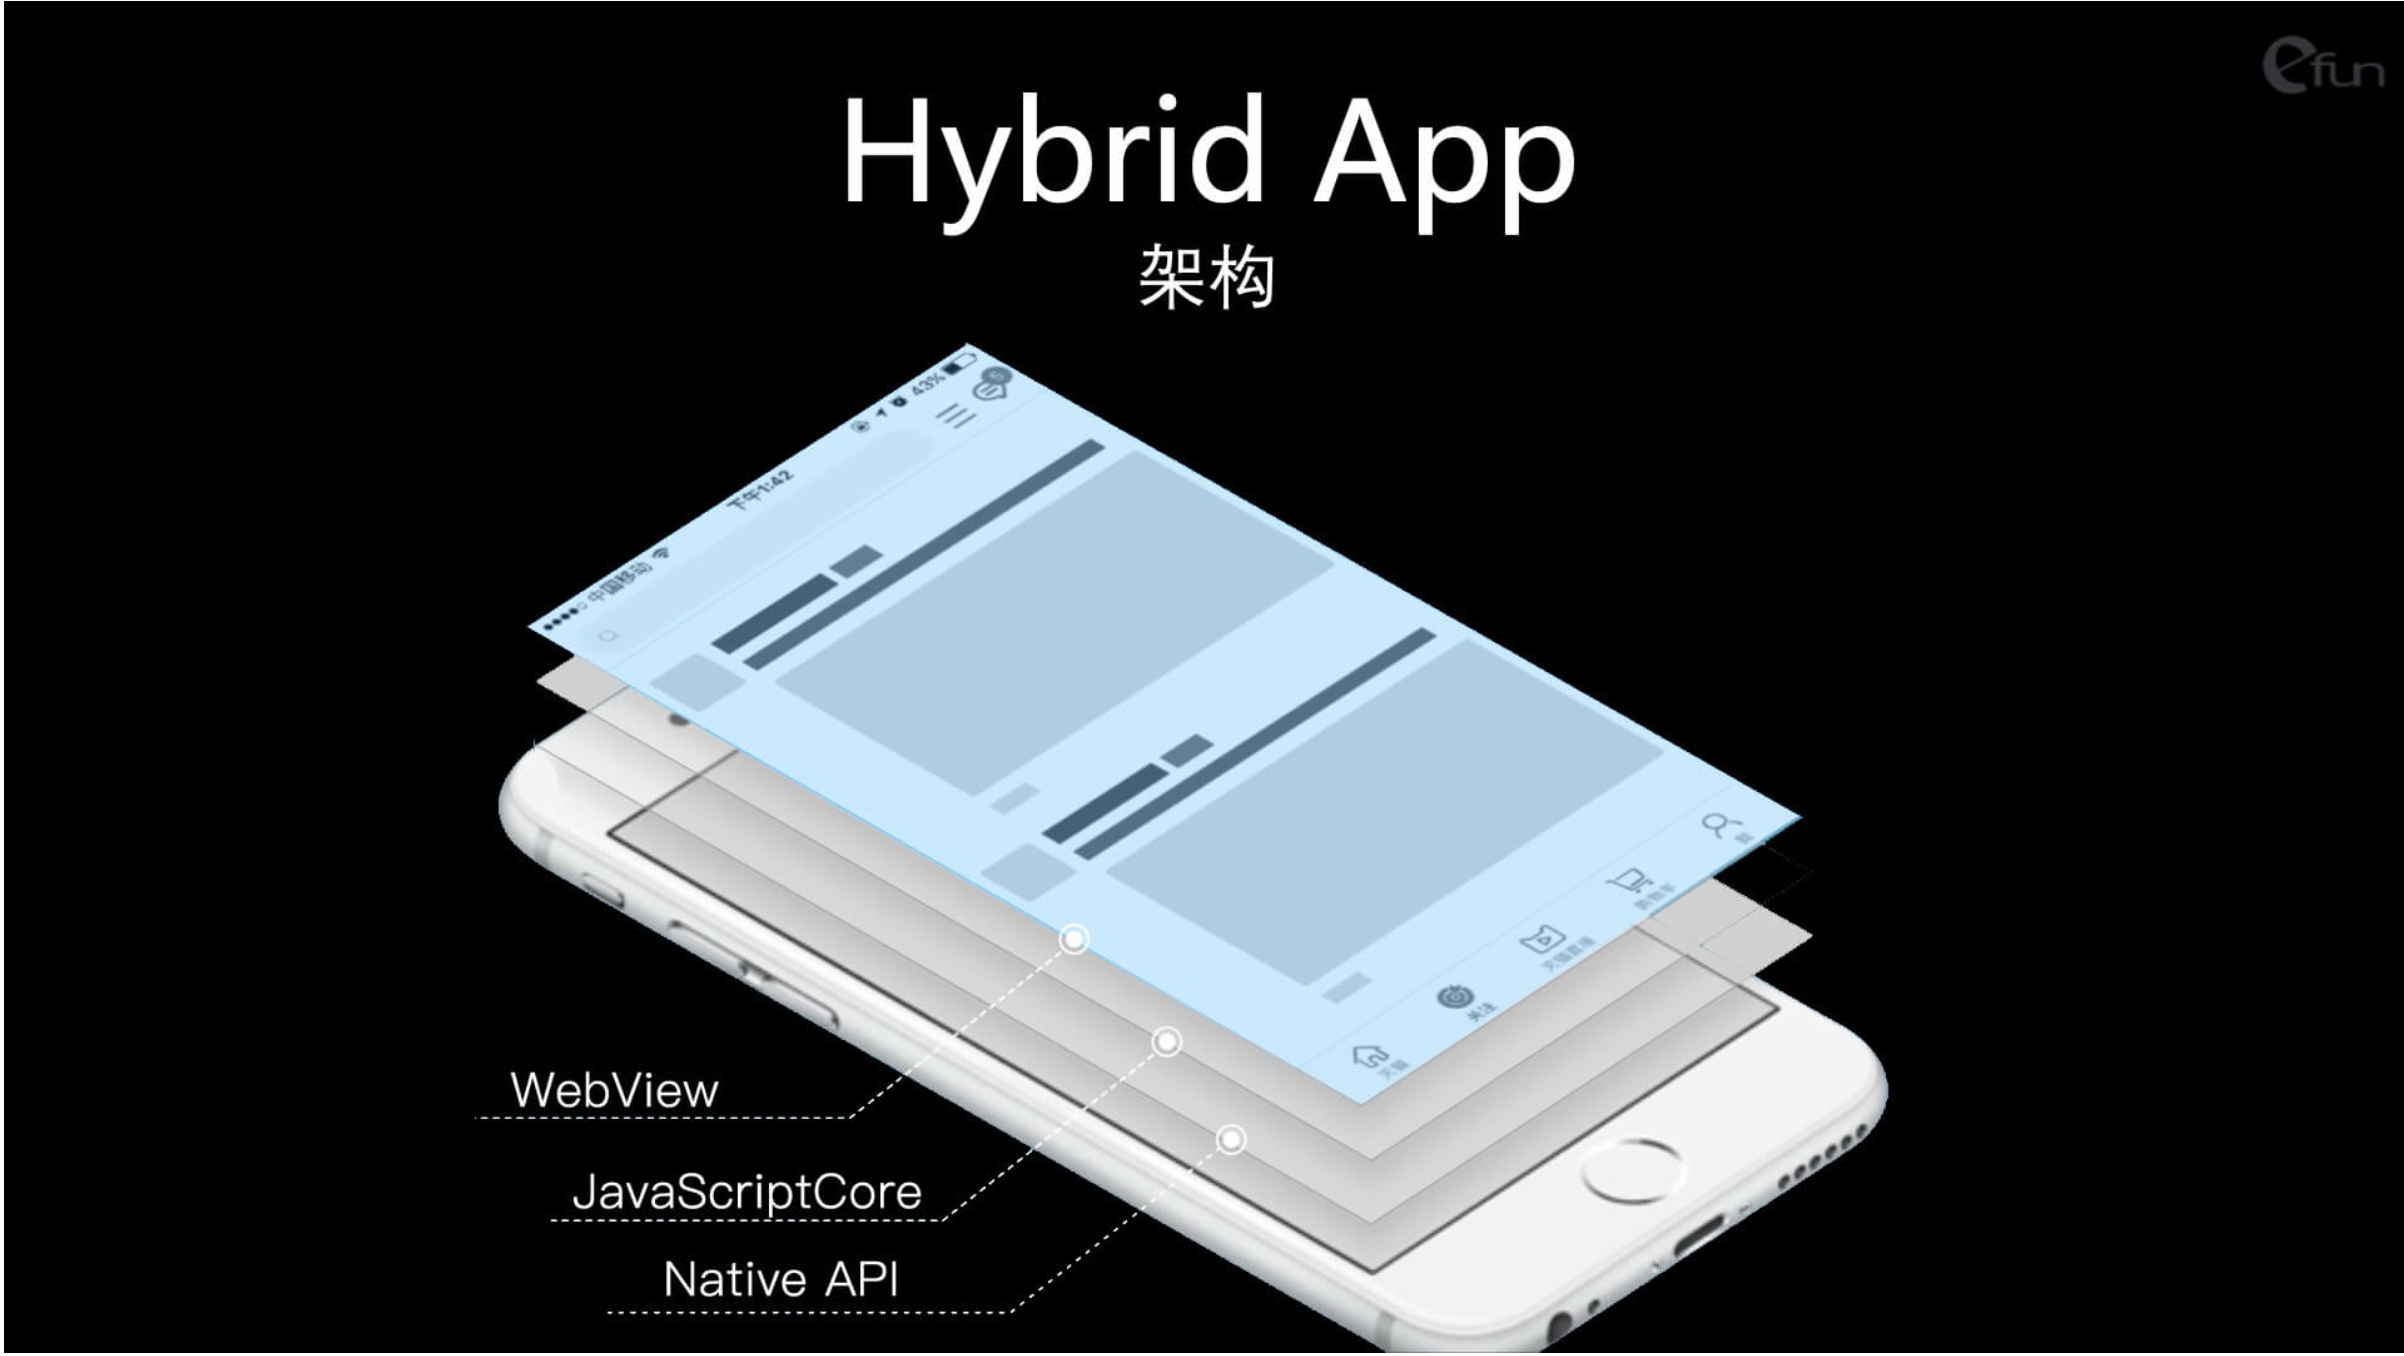 efun
Hybrid App
架构
43%
5
下午1:42
中国移动
WebView
JavaScriptCore
Native API
关注
天猫直播
购物车
天猫